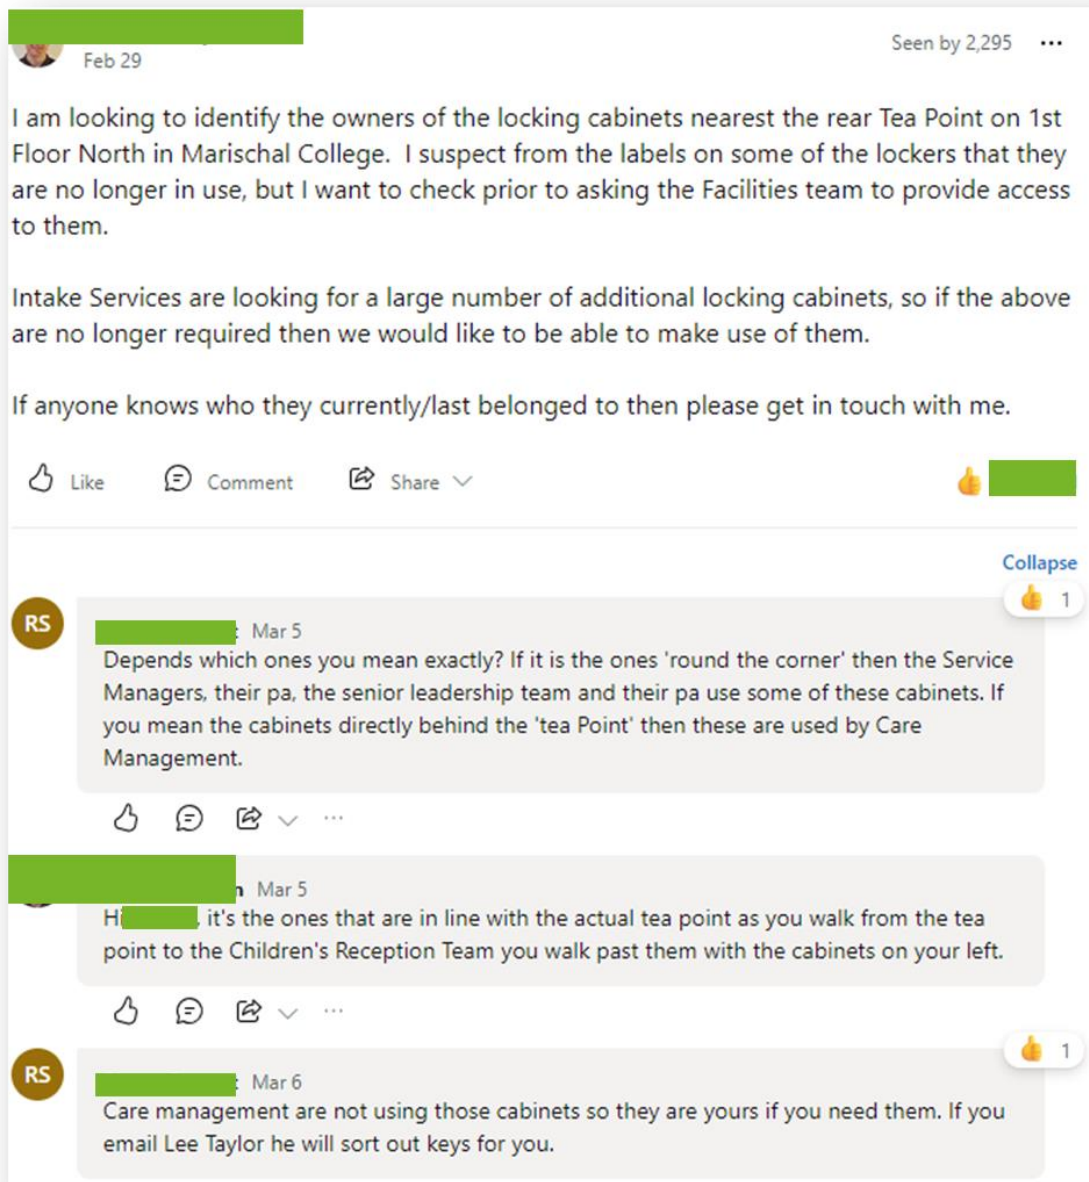 Feb 29
Seen by 2,295
I am looking to identify the owners of the locking cabinets nearest the rear Tea Point on 1st
Floor North in Marischal College.  I suspect from the labels on some of the lockers that they
are no longer in use, but I want to check prior to asking the Facilities team to provide access
to them.
Intake Services are looking for a large number of additional locking cabinets, so if the above
are no longer required then we would like to be able to make use of them.
If anyone knows who they currently/last belonged to then please get in touch with me.
Like Comment Share
Collapse
1
RS
Mar 5
Depends which ones you mean exactly? If it is the ones 'round the corner' then the Service
Managers, their pa, the senior leadership team and their pa use some of these cabinets. If
you mean the cabinets directly behind the 'tea Point' then these are used by Care
Management.
n Mar 5
Hi , it's the ones that are in line with the actual tea point as you walk from the tea
point to the Children's Reception Team you walk past them with the cabinets on your left.
1
RS
Mar 6
Care management are not using those cabinets so they are yours if you need them. If you
email Lee Taylor he will sort out keys for you.